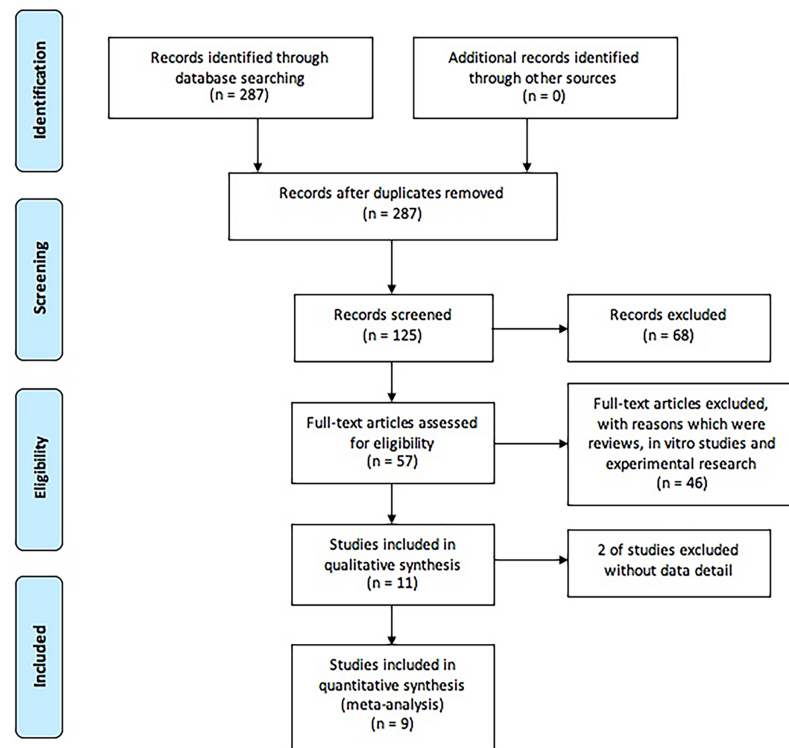 Identification
Records identified through
database searching
(n = 287)
Additional records identified
through other sources
(n = 0)
Records after duplicates removed
(n = 287)
Screening
Records screened
(n = 125)
Records excluded
(n = 68)
Eligibility
Full-text articles assessed
for eligibility
(n = 57)
Full-text articles excluded,
with reasons which were
reviews, in vitro studies and
experimental research
(n = 46)
Studies included in
qualitative synthesis
(n = 11)
2 of studies excluded
without data detail
Included
Studies included in
quantitative synthesis
(meta-analysis)
(n = 9)